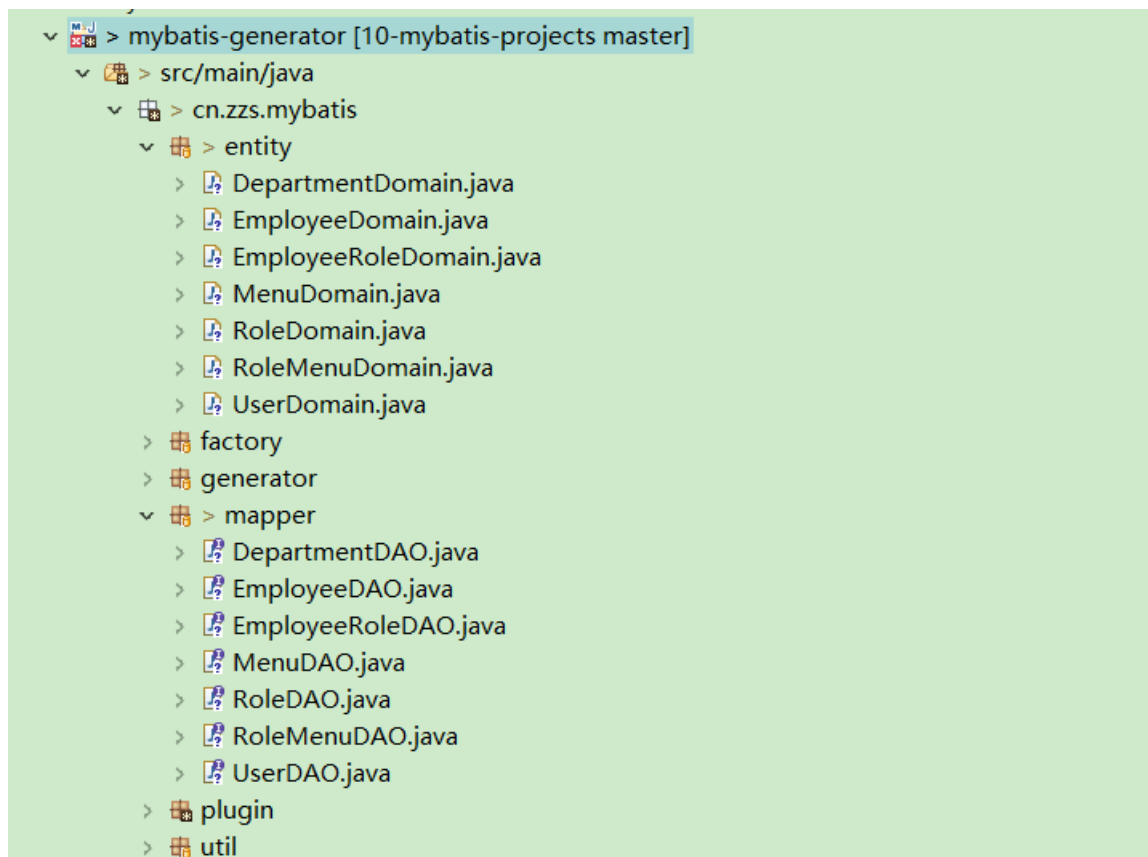 > mybatis-generator [10-mybatis-projects master]
> src/main/java
> cn.zzs.mybatis
> entity
DepartmentDomain.java
EmployeeDomain.java
EmployeeRoleDomain.java
MenuDomain.java
RoleDomain.java
RoleMenuDomain.java
UserDomain.java
factory
generator
> mapper
DepartmentDAO.java
EmployeeDAO.java
EmployeeRoleDAO.java
MenuDAO.java
RoleDAO.java
RoleMenuDAO.java
UserDAO.java
plugin
util